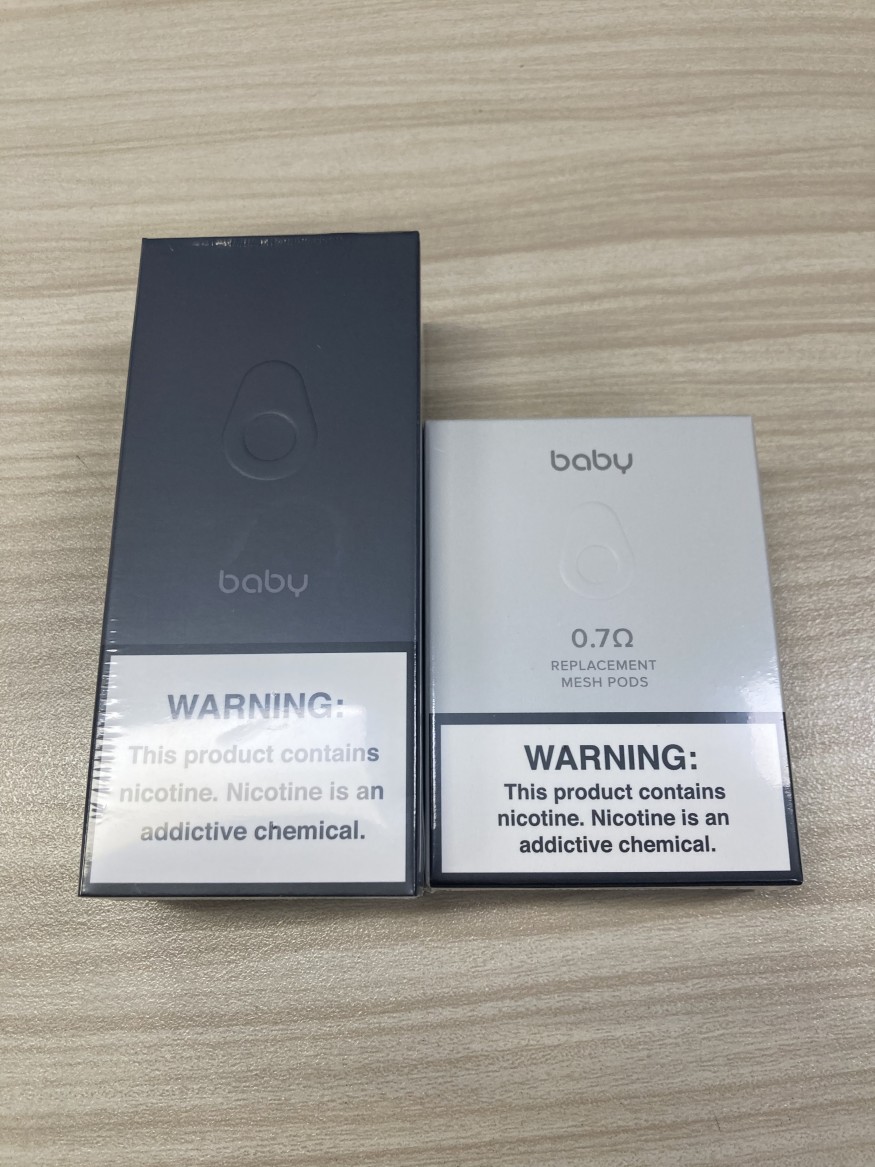 baby
WARNING:
This product contains
nicotine. Nicotine is an
addictive chemical.
baby
0.7Ω
REPLACEMENT
MESH PODS
WARNING:
This product contains
nicotine. Nicotine is an
addictive chemical.